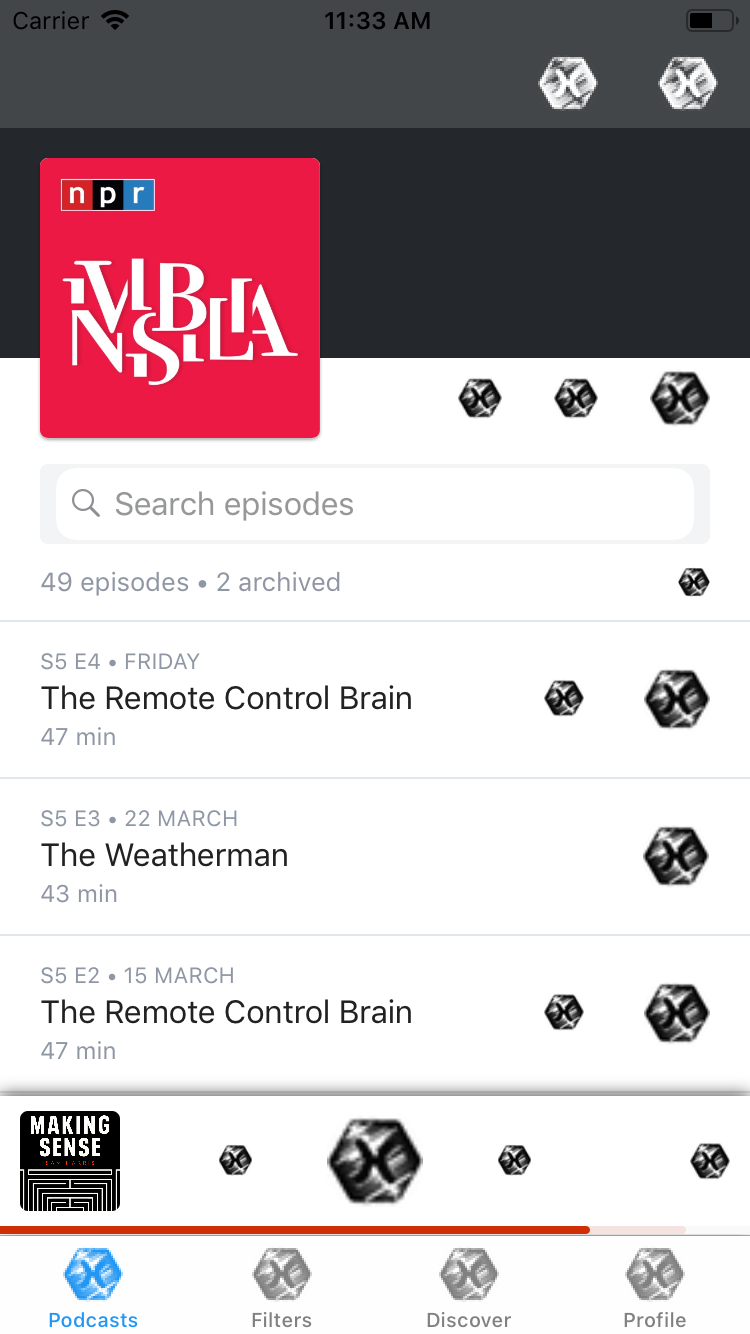 Carrier 11:33 AM
npr
INVISIBILIA
Search episodes
49 episodes • 2 archived
S5 E4 • FRIDAY
The Remote Control Brain
47 min
S5 E3 • 22 MARCH
The Weatherman
43 min
S5 E2 • 15 MARCH
The Remote Control Brain
47 min
MAKING
SENSE
Podcasts Filters Discover Profile